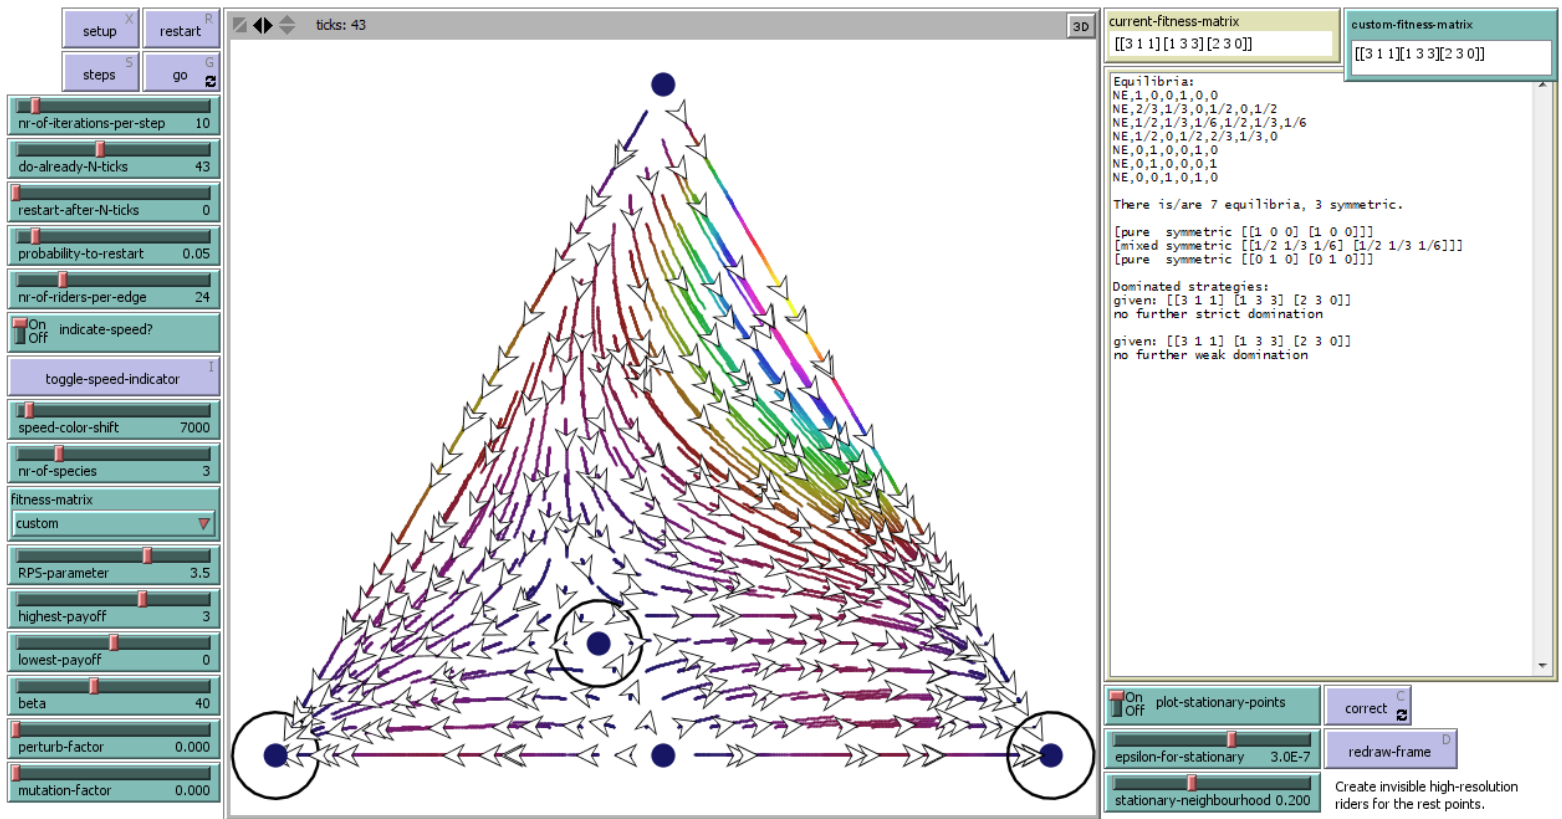 setup X
restart R
steps S
go G
nr-of-iterations-per-step 10
do-already-N-ticks 43
restart-after-N-ticks 0
probability-to-restart 0.05
nr-of-riders-per-edge 24
On
Off
indicate-speed?
toggle-speed-indicator I
speed-color-shift 7000
nr-of-species 3
fitness-matrix
custom
RPS-parameter 3.5
highest-payoff 3
lowest-payoff 0
beta 40
perturb-factor 0.000
mutation-factor 0.000
ticks: 43
3D
current-fitness-matrix
[[3 1 1] [1 3 3] [2 3 0]]
custom-fitness-matrix
[[3 1 1][1 3 3][2 3 0]]
Equilibria:
NE,1,0,0,1,0,0
NE,2/3,1/3,0,1/2,0,1/2
NE,1/2,1/3,1/6,1/2,1/3,1/6
NE,1/2,0,1/2,2/3,1/3,0
NE,0,1,0,0,1,0
NE,0,1,0,0,0,1
NE,0,0,1,0,1,0
There is/are 7 equilibria, 3 symmetric.
[pure  symmetric [[1 0 0] [1 0 0]]]
[mixed symmetric [[1/2 1/3 1/6] [1/2 1/3 1/6]]]
[pure  symmetric [[0 1 0] [0 1 0]]]
Dominated strategies:
given: [[3 1 1] [1 3 3] [2 3 0]]
no further strict domination
given: [[3 1 1] [1 3 3] [2 3 0]]
no further weak domination
On
Off
plot-stationary-points
correct C
epsilon-for-stationary 3.0E-7
redraw-frame D
stationary-neighbourhood 0.200
Create invisible high-resolution
riders for the rest points.